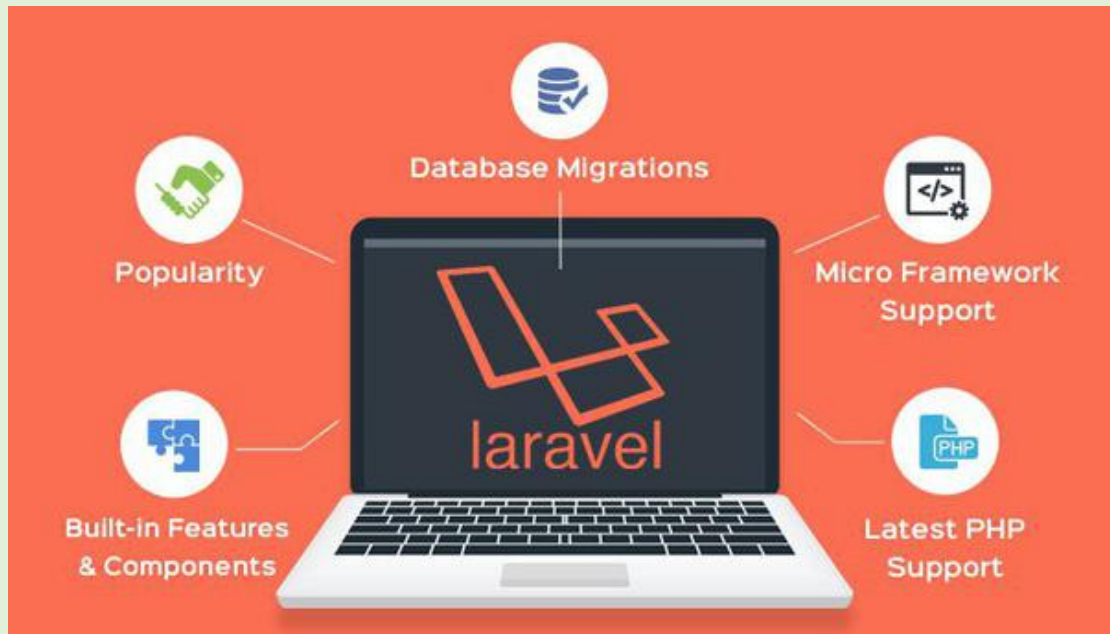 Database Migrations
Popularity
</>
Micro Framework
Support
laravel
PHP
Built-in Features
& Components
Latest PHP
Support